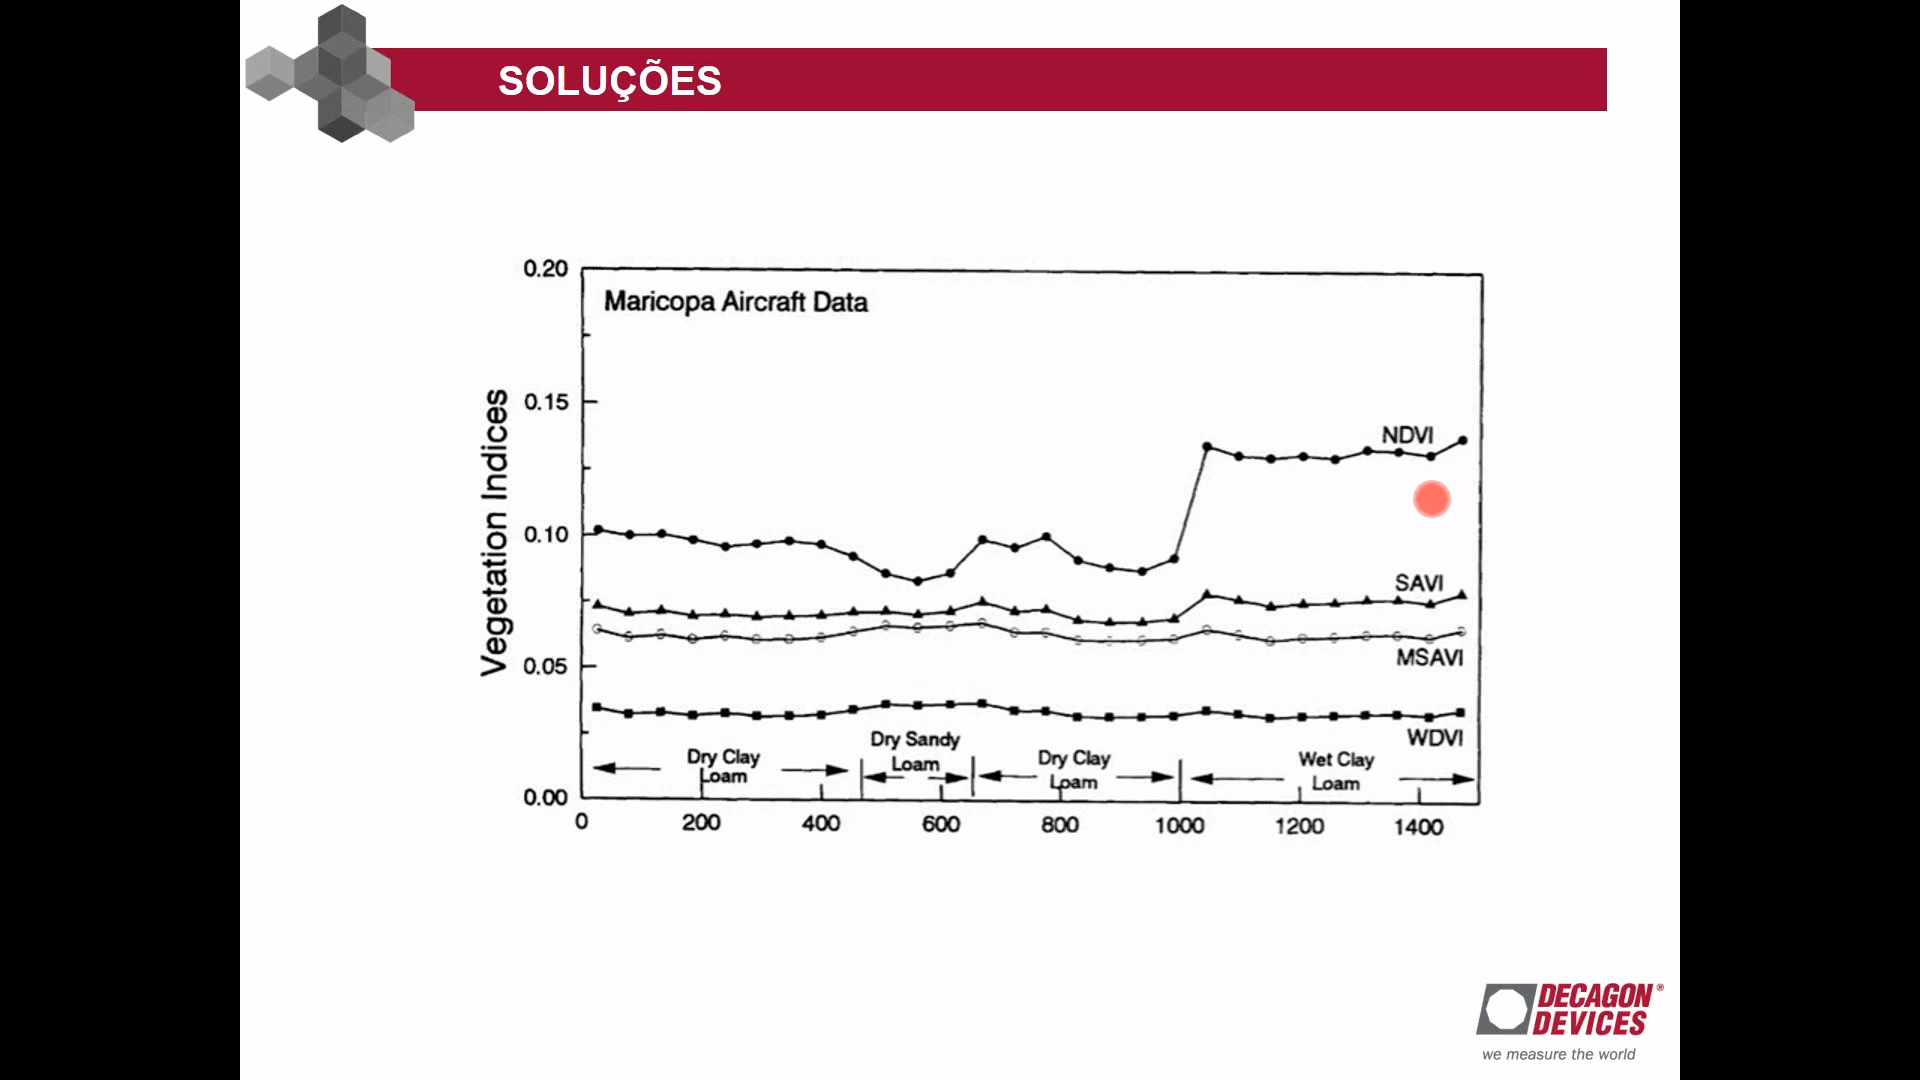 SOLUÇÕES
Maricopa Aircraft Data
Vegetation Indices
0.20
0.15
0.10
0.05
0.00
NDVI
SAVI
MSAVI
WDVI
Dry Clay
Loam
Dry Sandy
Loam
Dry Clay
Loam
Wet Clay
Loam
0 200 400 600 800 1000 1200 1400
DECAGON®
DEVICES
we measure the world